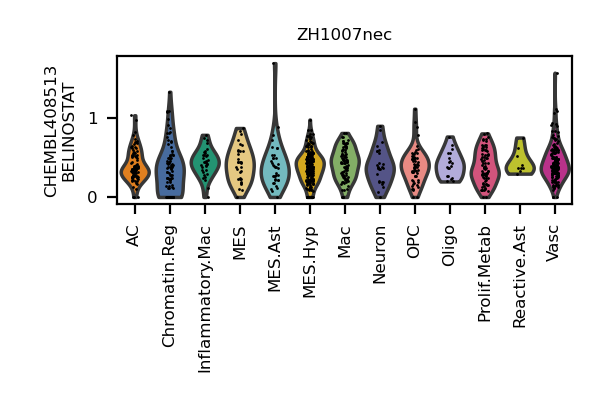 ZH1007nec
CHEMBL408513
BELINOSTAT
1
0
AC
Chromatin.Reg
Inflammatory.Mac
MES
MES.Ast
MES.Hyp
Mac
Neuron
OPC
Oligo
Prolif.Metab
Reactive.Ast
Vasc